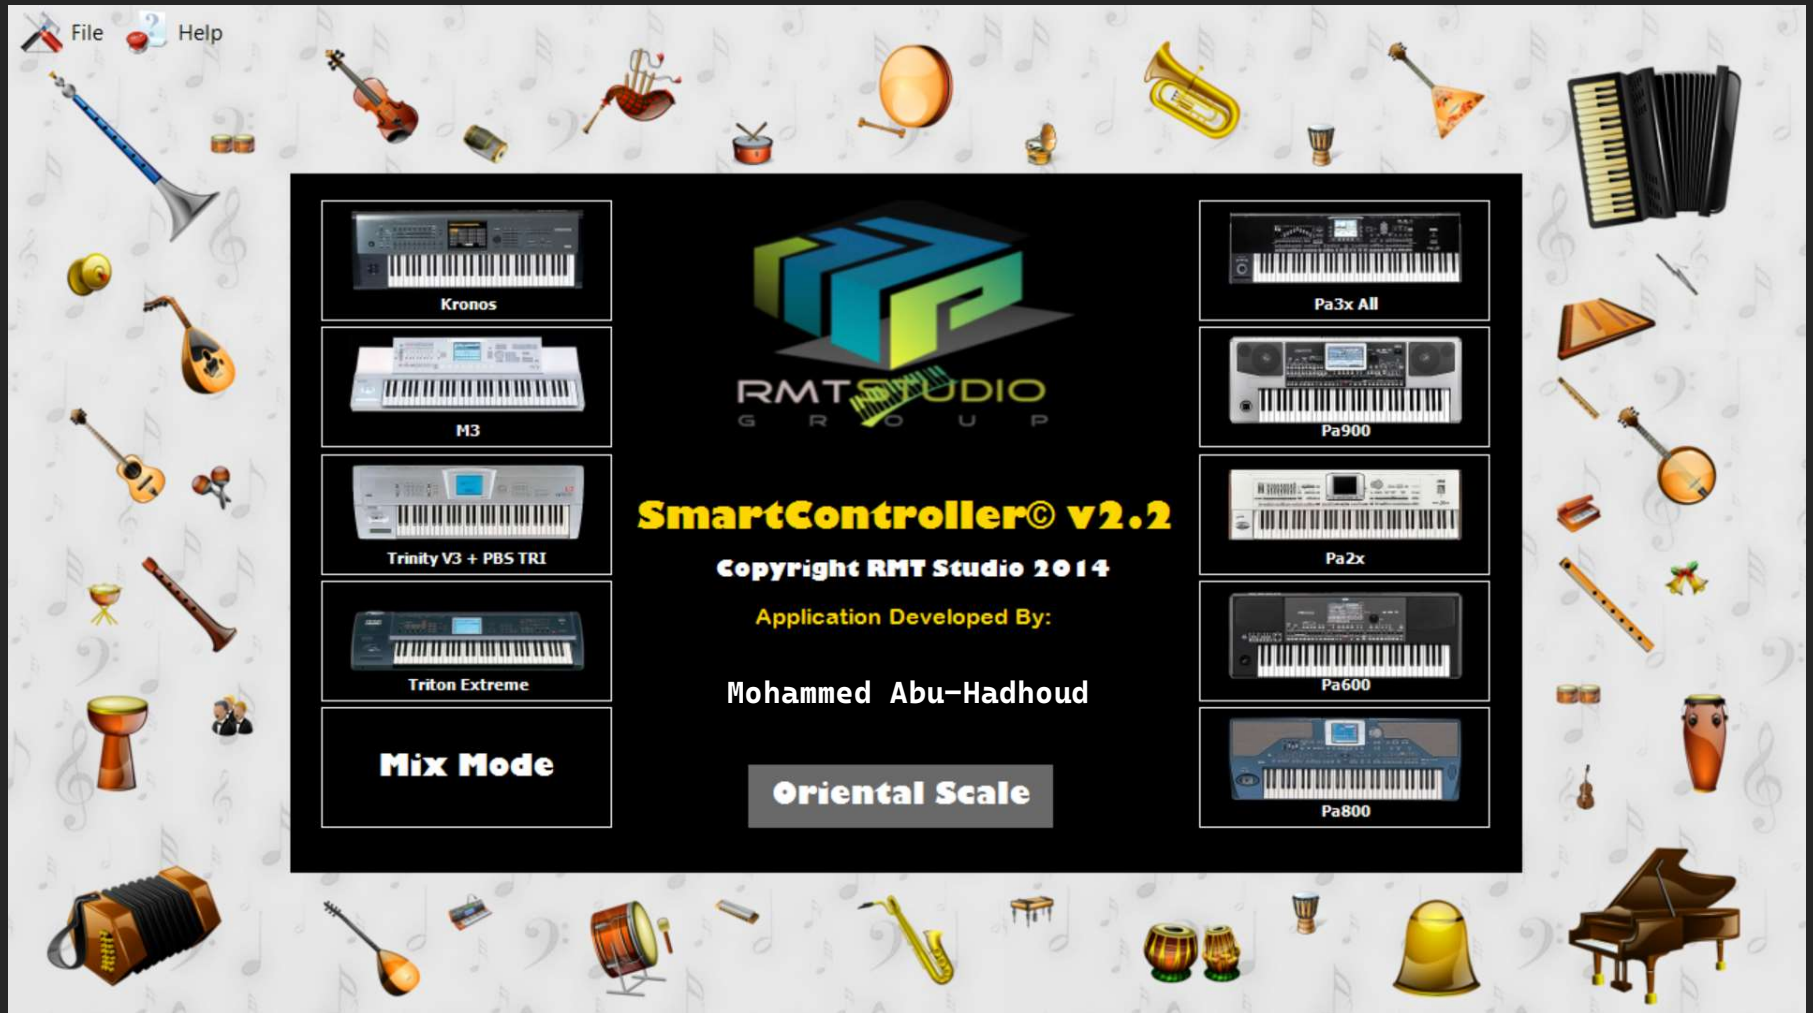 File
Help
Kronos
M3
Trinity V3 + PBS TRI
Triton Extreme
Mix Mode
RMT STUDIO
GROUP
SmartController© v2.2
Copyright RMT Studio 2014
Application Developed By:
Mohammed Abu-Hadhoud
Oriental Scale
Pa3x All
Pa900
Pa2x
Pa600
Pa800